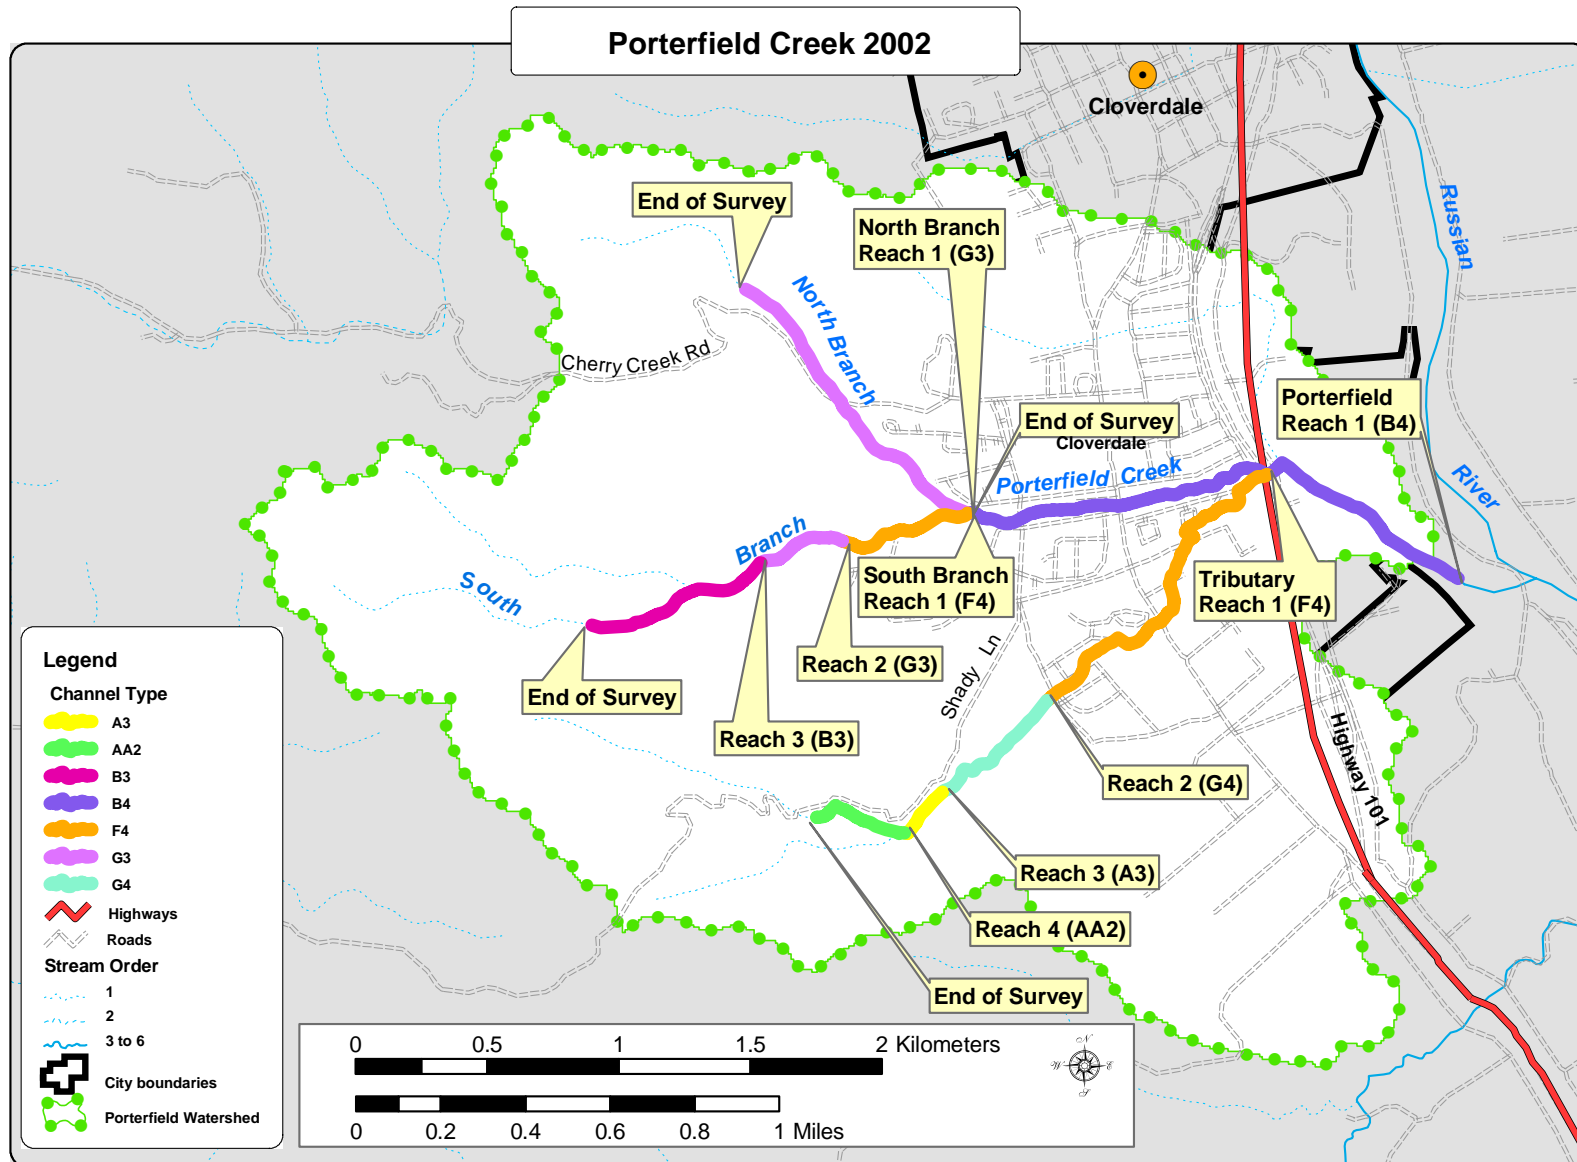 Porterfield Creek 2002
Cloverdale
Russian
End of Survey
North Branch
Reach 1 (G3)
North Branch
Cherry Creek Rd
Porterfield
Reach 1 (B4)
End of Survey
Cloverdale
Porterfield Creek
River
Branch
South
South Branch
Reach 1 (F4)
Tributary
Reach 1 (F4)
Reach 2 (G3)
End of Survey
Shady Ln
Reach 3 (B3)
Highway 101
Reach 2 (G4)
Reach 3 (A3)
Reach 4 (AA2)
End of Survey
Legend
Channel Type
A3
AA2
B3
B4
F4
G3
G4
Highways
Roads
Stream Order
1
2
3 to 6
City boundaries
Porterfield Watershed
0 0.5 1 1.5 2 Kilometers
0 0.2 0.4 0.6 0.8 1 Miles
N
W E
S